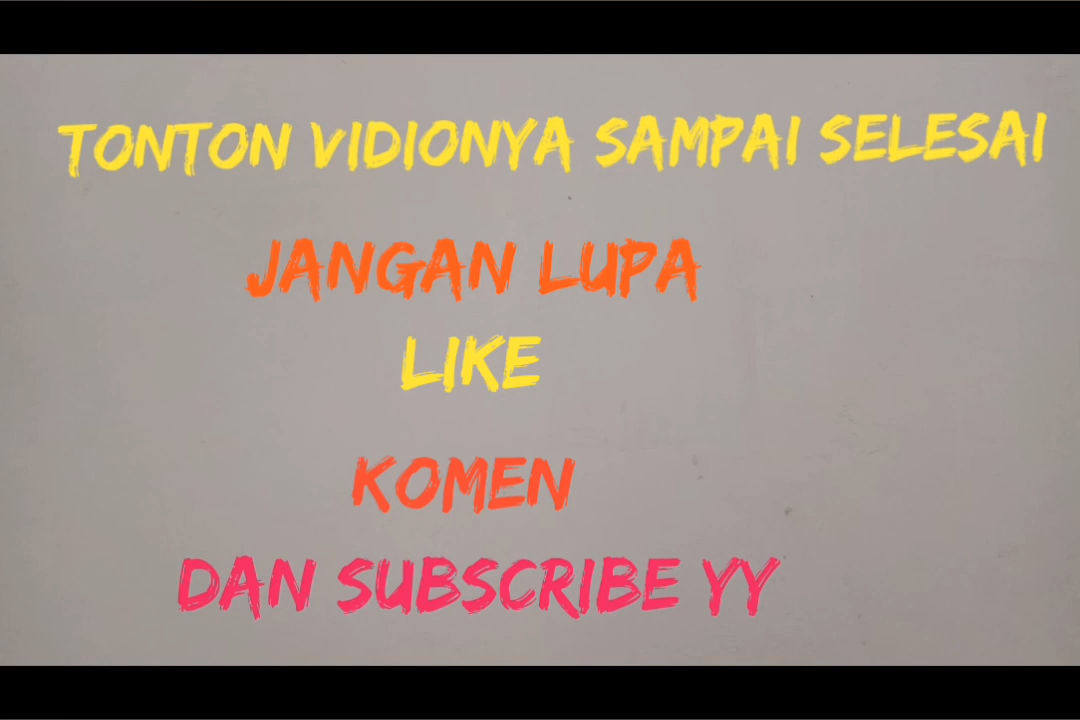 TONTON VIDIONYA SAMPAI SELESAI
JANGAN LUPA
LIKE
KOMEN
DAN SUBSCRIBE YY